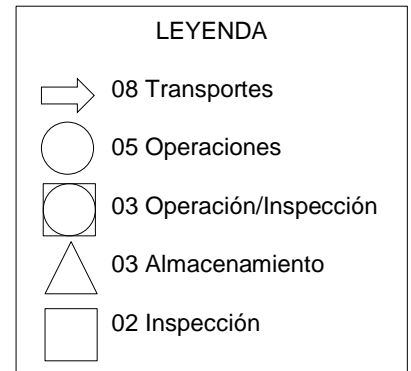 LEYENDA
08 Transportes
05 Operaciones
03 Operación/Inspección
03 Almacenamiento
02 Inspección